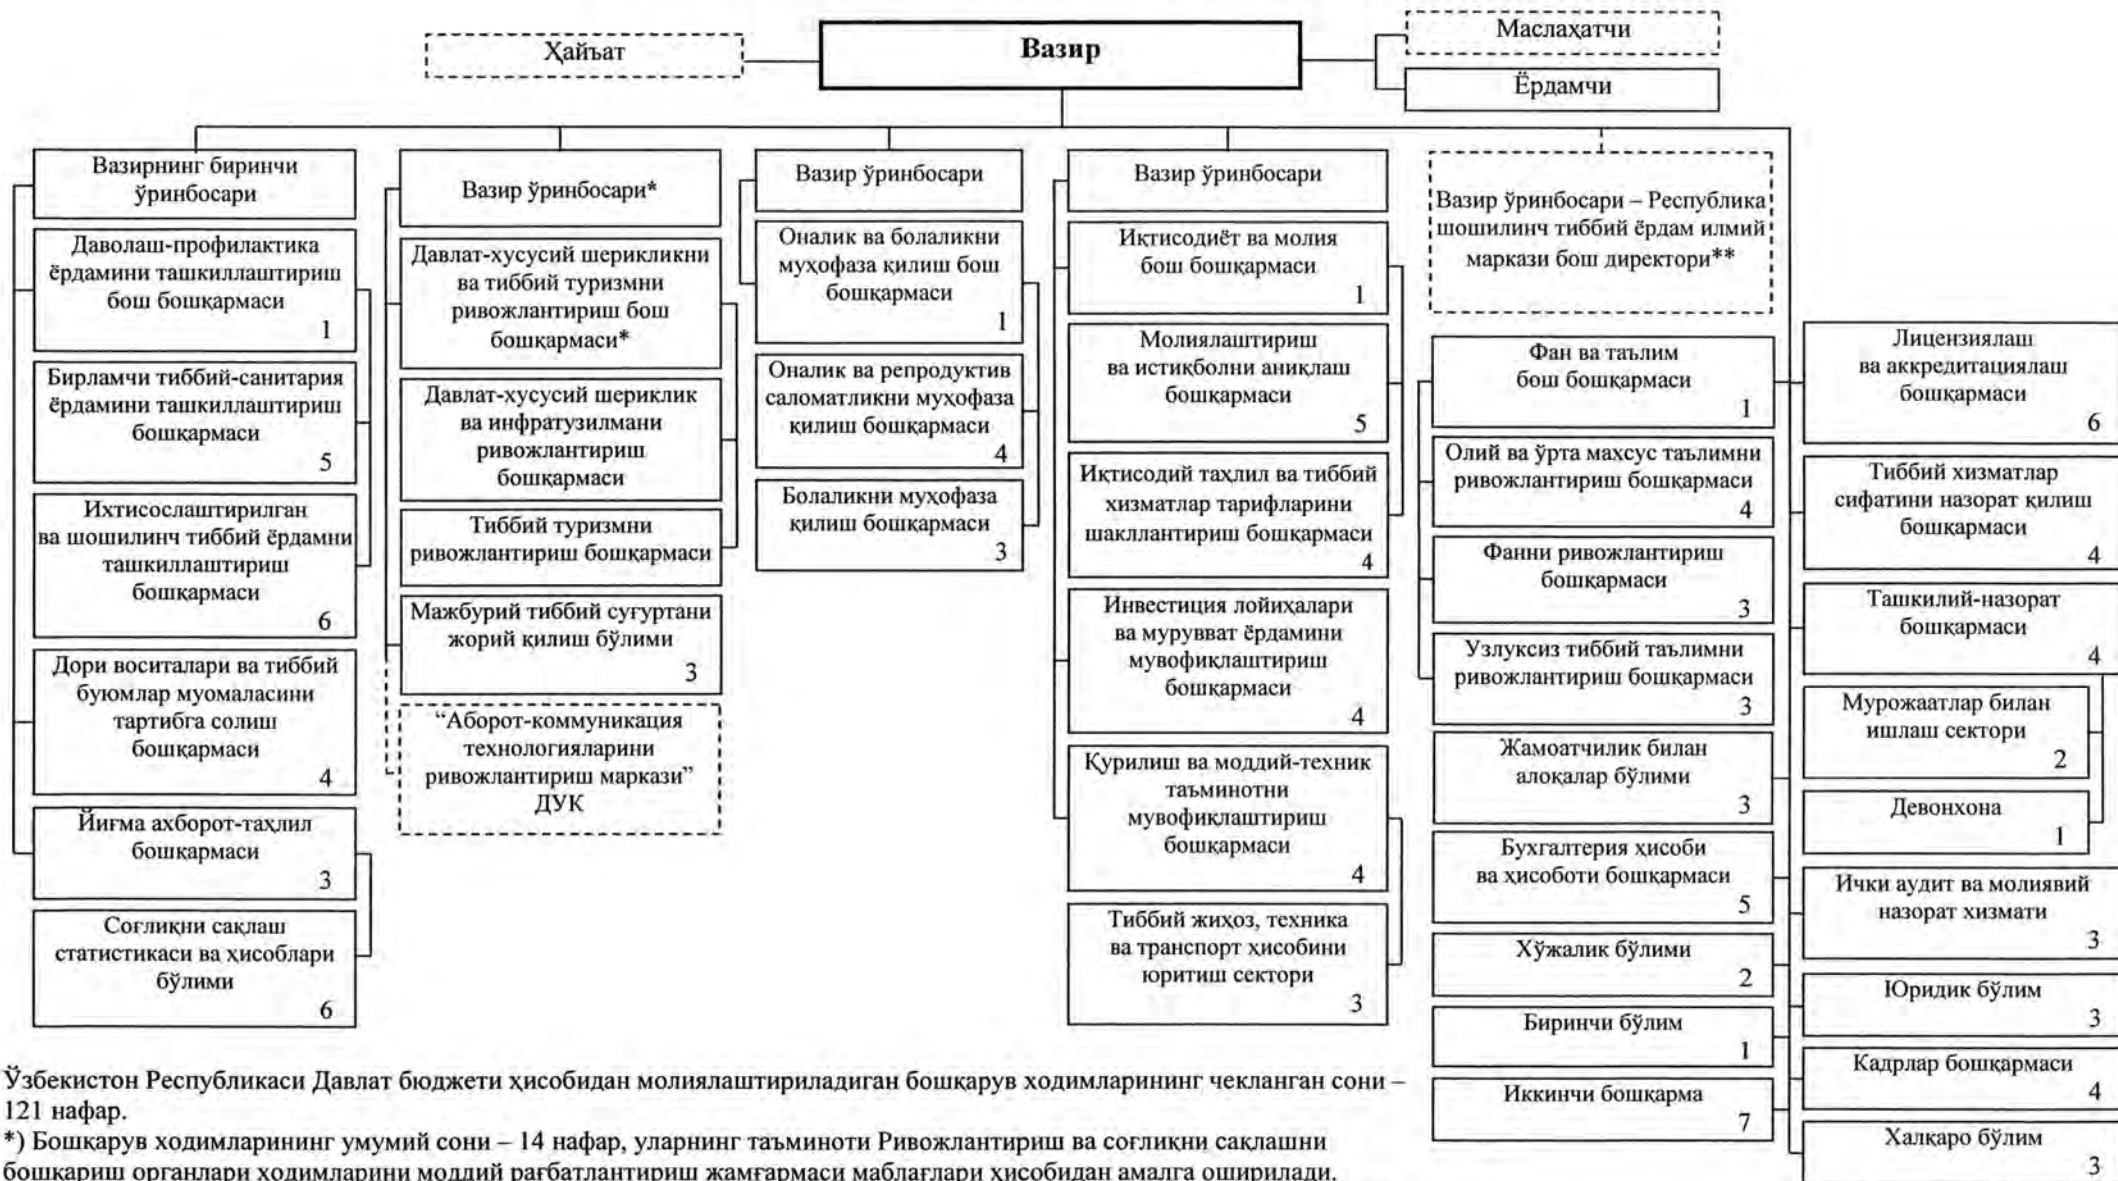 Ҳайъат
Вазир
Маслаҳатчи
Ёрдамчи
Вазирнинг биринчи
ўринбосари
Даволаш-профилактика
ёрдамини ташкиллаштириш
бош бошқармаси
1
Бирламчи тиббий-санитария
ёрдамини ташкиллаштириш
бошқармаси
5
Ихтисослаштирилган
ва шошилинч тиббий ёрдамни
ташкиллаштириш
бошқармаси
6
Дори воситалари ва тиббий
буюмлар муомаласини
тартибга солиш
бошқармаси
4
Йиғма ахборот-таҳлил
бошқармаси
3
Соғлиқни сақлаш
статистикаси ва ҳисоблари
бўлими
6
Вазир ўринбосари*
Давлат-хусусий шерикликни
ва тиббий туризмни
ривожлантириш бош
бошқармаси*
Давлат-хусусий шериклик
ва инфратузилмани
ривожлантириш
бошқармаси
Тиббий туризмни
ривожлантириш бошқармаси
Мажбурий тиббий суғуртани
жорий қилиш бўлими
3
“Аборот-коммуникация
технологияларини
ривожлантириш маркази”
ДУК
Вазир ўринбосари
Оналик ва болаликни
муҳофаза қилиш бош
бошқармаси
1
Оналик ва репродуктив
саломатликни муҳофаза
қилиш бошқармаси
4
Болаликни муҳофаза
қилиш бошқармаси
3
Вазир ўринбосари
Иқтисодиёт ва молия
бош бошқармаси
1
Молиялаштириш
ва истиқболни аниқлаш
бошқармаси
5
Иқтисодий таҳлил ва тиббий
хизматлар тарифларини
шакллантириш бошқармаси
4
Инвестиция лойиҳалари
ва мурувват ёрдамини
мувофиқлаштириш
бошқармаси
4
Қурилиш ва моддий-техник
таъминотни
мувофиқлаштириш
бошқармаси
4
Тиббий жиҳоз, техника
ва транспорт ҳисобини
юритиш сектори
3
Вазир ўринбосари – Республика
шошилинч тиббий ёрдам илмий
маркази бош директори**
Фан ва таълим
бош бошқармаси
1
Олий ва ўрта махсус таълимни
ривожлантириш бошқармаси
4
Фанни ривожлантириш
бошқармаси
3
Узлуксиз тиббий таълимни
ривожлантириш бошқармаси
3
Жамоатчилик билан
алоқалар бўлими
3
Бухгалтерия ҳисоби
ва ҳисоботи бошқармаси
5
Хўжалик бўлими
2
Биринчи бўлим
1
Иккинчи бошқарма
7
Лицензиялаш
ва аккредитациялаш
бошқармаси
6
Тиббий хизматлар
сифатини назорат қилиш
бошқармаси
4
Ташкилий-назорат
бошқармаси
4
Мурожаатлар билан
ишлаш сектори
2
Девонхона
1
Ички аудит ва молиявий
назорат хизмати
3
Юридик бўлим
3
Кадрлар бошқармаси
4
Халқаро бўлим
3
Ўзбекистон Республикаси Давлат бюджети ҳисобидан молиялаштириладиган бошқарув ходимларининг чекланган сони –
121 нафар.
*) Бошқарув ходимларининг умумий сони – 14 нафар, уларнинг таъминоти Ривожлантириш ва соғлиқни сақлашни
бошқариш органлари ходимларини моддий рағбатлантириш жамғармаси маблағлари ҳисобидан амалга оширилади.